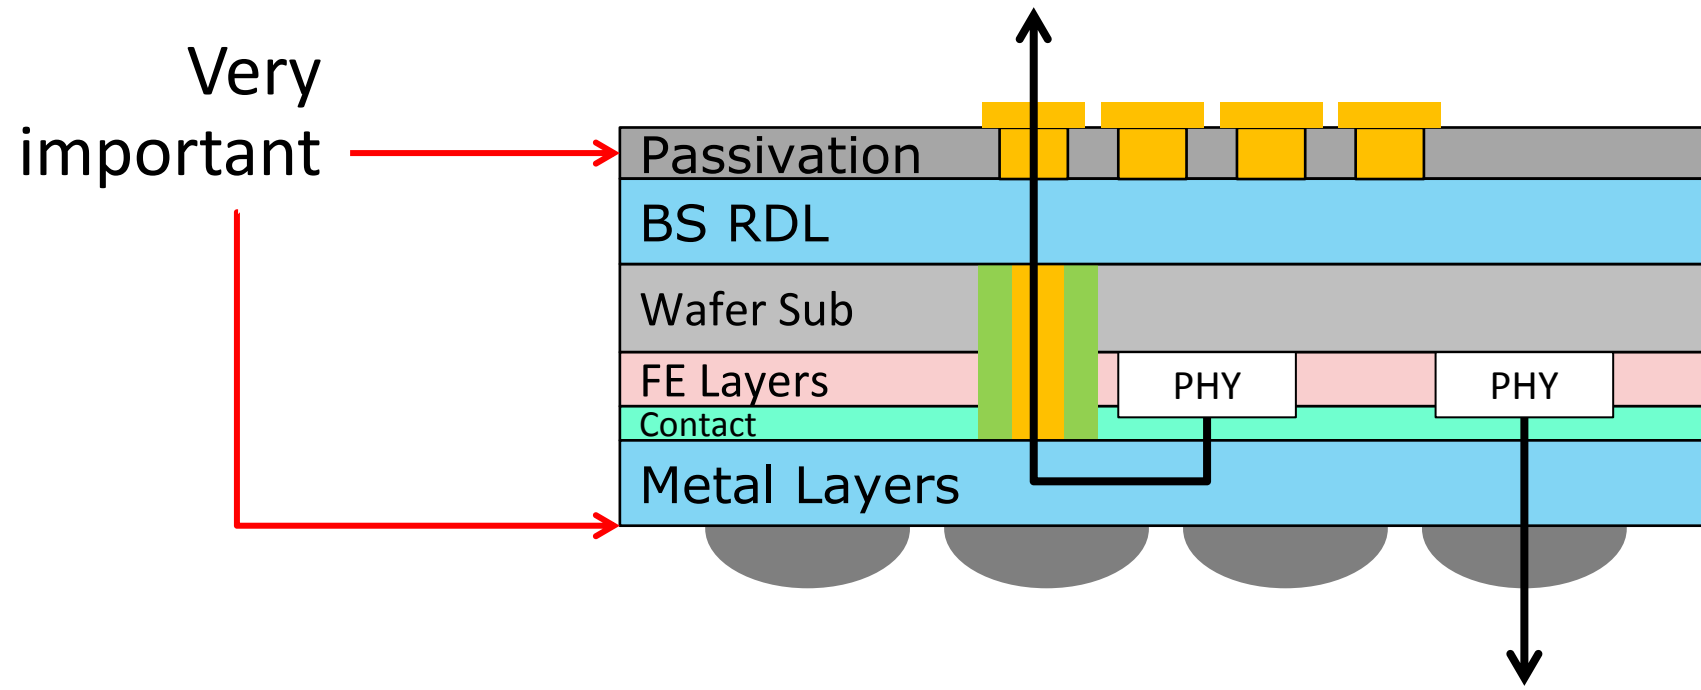 Very
important
Passivation
BS RDL
Wafer Sub
FE Layers
PHY
PHY
Contact
Metal Layers